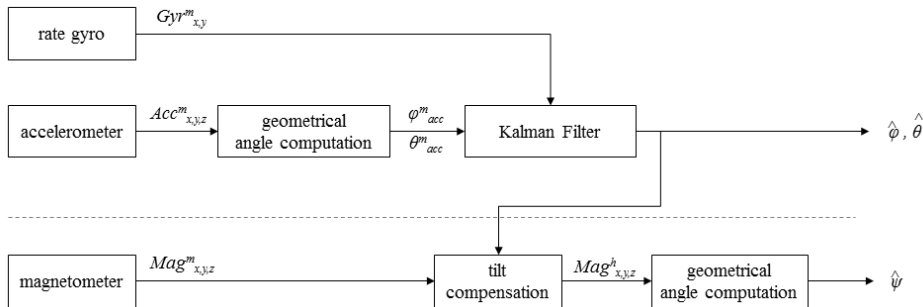 Gyr^m_x,y
rate gyro
Acc^m_x,y,z
accelerometer
geometrical
angle computation
φ^m_acc
θ^m_acc
Kalman Filter
φ̂ , θ̂
magnetometer
Mag^m_x,y,z
tilt
compensation
Mag^h_x,y,z
geometrical
angle computation
ψ̂